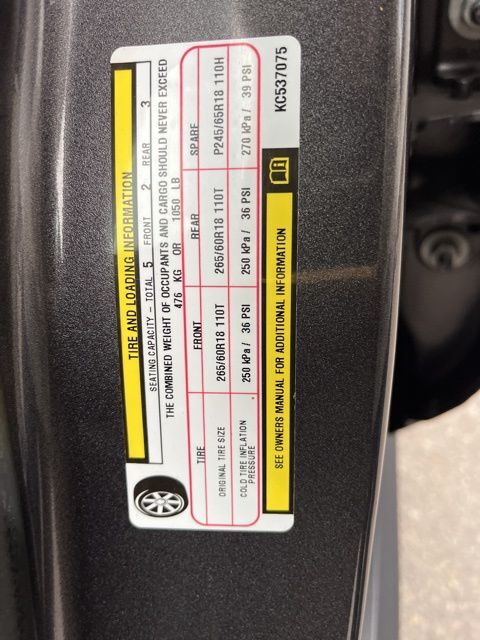 TIRE AND LOADING INFORMATION
SEATING CAPACITY – TOTAL 5 FRONT 2 REAR 3
THE COMBINED WEIGHT OF OCCUPANTS AND CARGO SHOULD NEVER EXCEED
476 KG OR 1050 LB
TIRE FRONT REAR SPARE
ORIGINAL TIRE SIZE 265/60R18 110T 265/60R18 110T P245/65R18 110H
COLD TIRE INFLATION PRESSURE 250 kPa / 36 PSI 250 kPa / 36 PSI 270 kPa / 39 PSI
SEE OWNERS MANUAL FOR ADDITIONAL INFORMATION
KC537075